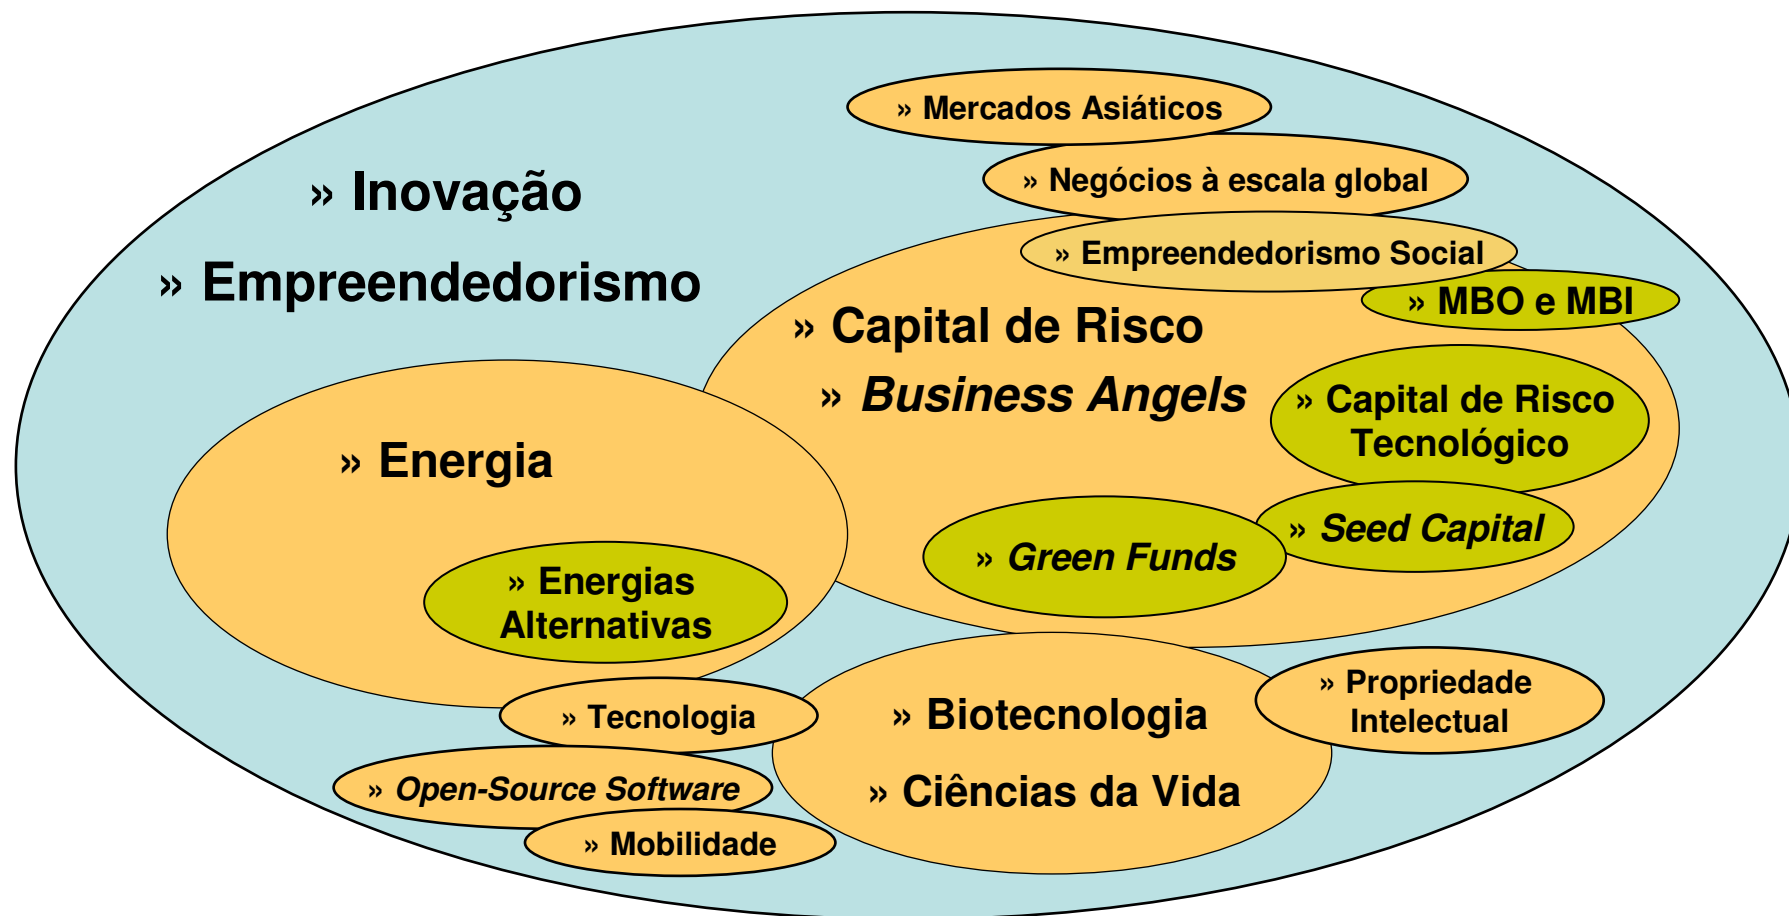 » Mercados Asiáticos
» Negócios à escala global
» Inovação
» Empreendedorismo
» Empreendedorismo Social
» MBO e MBI
» Capital de Risco
» Business Angels
» Capital de Risco
Tecnológico
» Energia
» Seed Capital
» Green Funds
» Energias
Alternativas
» Tecnologia
» Biotecnologia
» Propriedade
Intelectual
» Open-Source Software
» Ciências da Vida
» Mobilidade